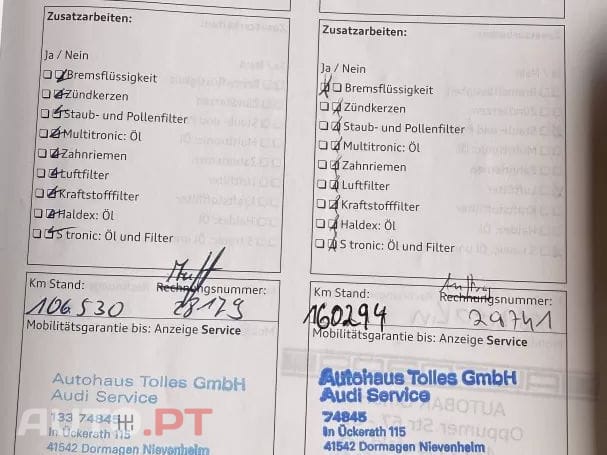 Zusatzarbeiten:
Ja / Nein
Bremsflüssigkeit
Zündkerzen
Staub- und Pollenfilter
Multitronic: Öl
Zahnriemen
Luftfilter
Kraftstofffilter
Haldex: Öl
S tronic: Öl und Filter
Km Stand: Rechnungsnummer:
106530 28179
Mobilitätsgarantie bis: Anzeige Service
Autohaus Tolles GmbH
Audi Service
133 74845
In Ückerath 115
41542 Dormagen Nievenheim
Zusatzarbeiten:
Ja / Nein
Bremsflüssigkeit
Zündkerzen
Staub- und Pollenfilter
Multitronic: Öl
Zahnriemen
Luftfilter
Kraftstofffilter
Haldex: Öl
S tronic: Öl und Filter
Km Stand: Rechnungsnummer:
160294 29741
Mobilitätsgarantie bis: Anzeige Service
Autohaus Tolles GmbH
Audi Service
74845
In Ückerath 115
41542 Dormagen Nievenheim
AUTO.PT